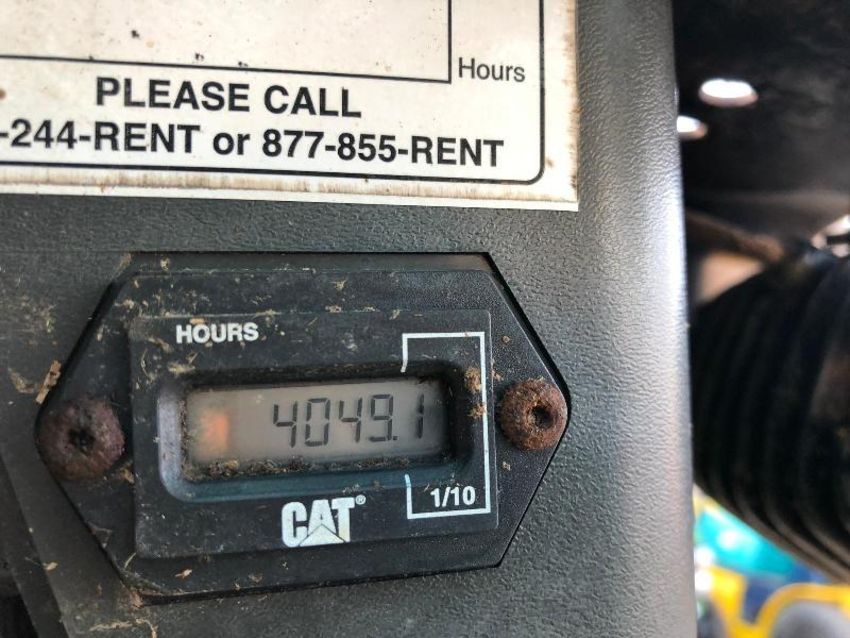 Hours
PLEASE CALL
-244-RENT or 877-855-RENT
HOURS
4049.1
CAT®
1/10